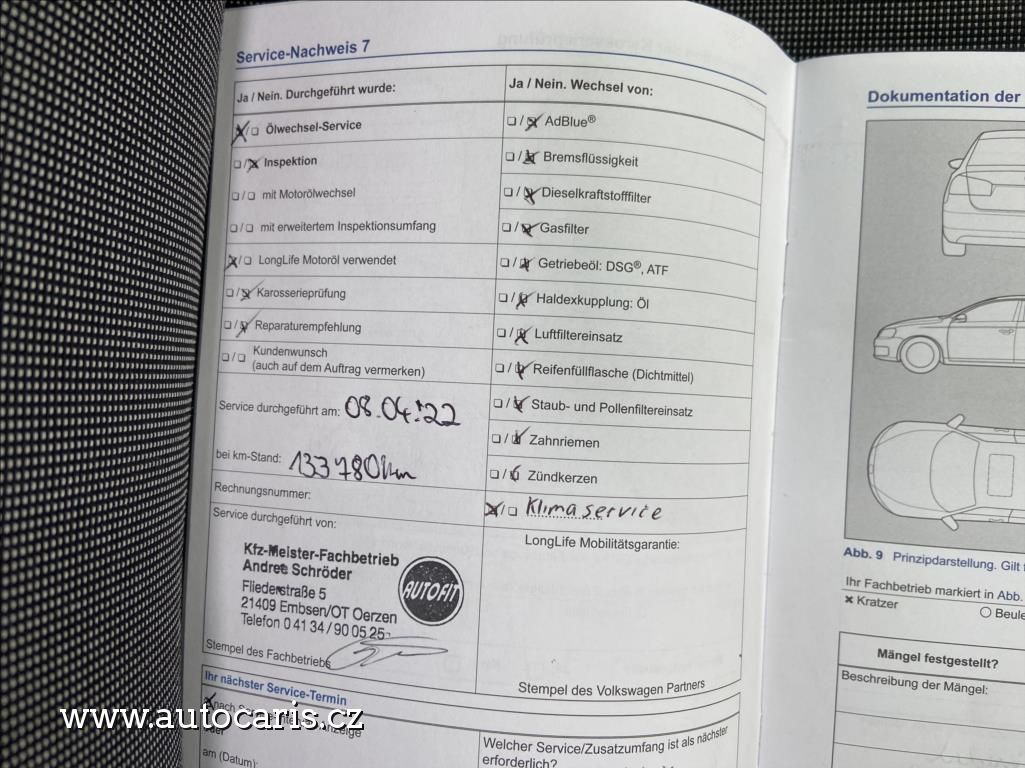 Service-Nachweis 7
Ja / Nein. Durchgeführt wurde:
Ölwechsel-Service
Inspektion
mit Motorölwechsel
mit erweitertem Inspektionsumfang
LongLife Motoröl verwendet
Karosserieprüfung
Reparaturempfehlung
Kundenwunsch
(auch auf dem Auftrag vermerken)
Service durchgeführt am: 08.04.22
bei km-Stand: 133780km
Rechnungsnummer:
Service durchgeführt von:
Kfz-Meister-Fachbetrieb
Andree Schröder
Fliederstraße 5
21409 Embsen/OT Oerzen
Telefon 0 41 34 / 90 05 25
AUTOFIT
Stempel des Fachbetriebs
Ja / Nein. Wechsel von:
AdBlue®
Bremsflüssigkeit
Dieselkraftstofffilter
Gasfilter
Getriebeöl: DSG®, ATF
Haldexkupplung: Öl
Luftfiltereinsatz
Reifenfüllflasche (Dichtmittel)
Staub- und Pollenfiltereinsatz
Zahnriemen
Zündkerzen
Klimaservice
LongLife Mobilitätsgarantie:
Stempel des Volkswagen Partners
Ihr nächster Service-Termin
nach
oder
am (Datum):
Welcher Service/Zusatzumfang ist als nächster
erforderlich?
Dokumentation der
Abb. 9 Prinzipdarstellung. Gilt
Ihr Fachbetrieb markiert in Abb.
Kratzer
Beule
Mängel festgestellt?
Beschreibung der Mängel:
www.autocaris.cz